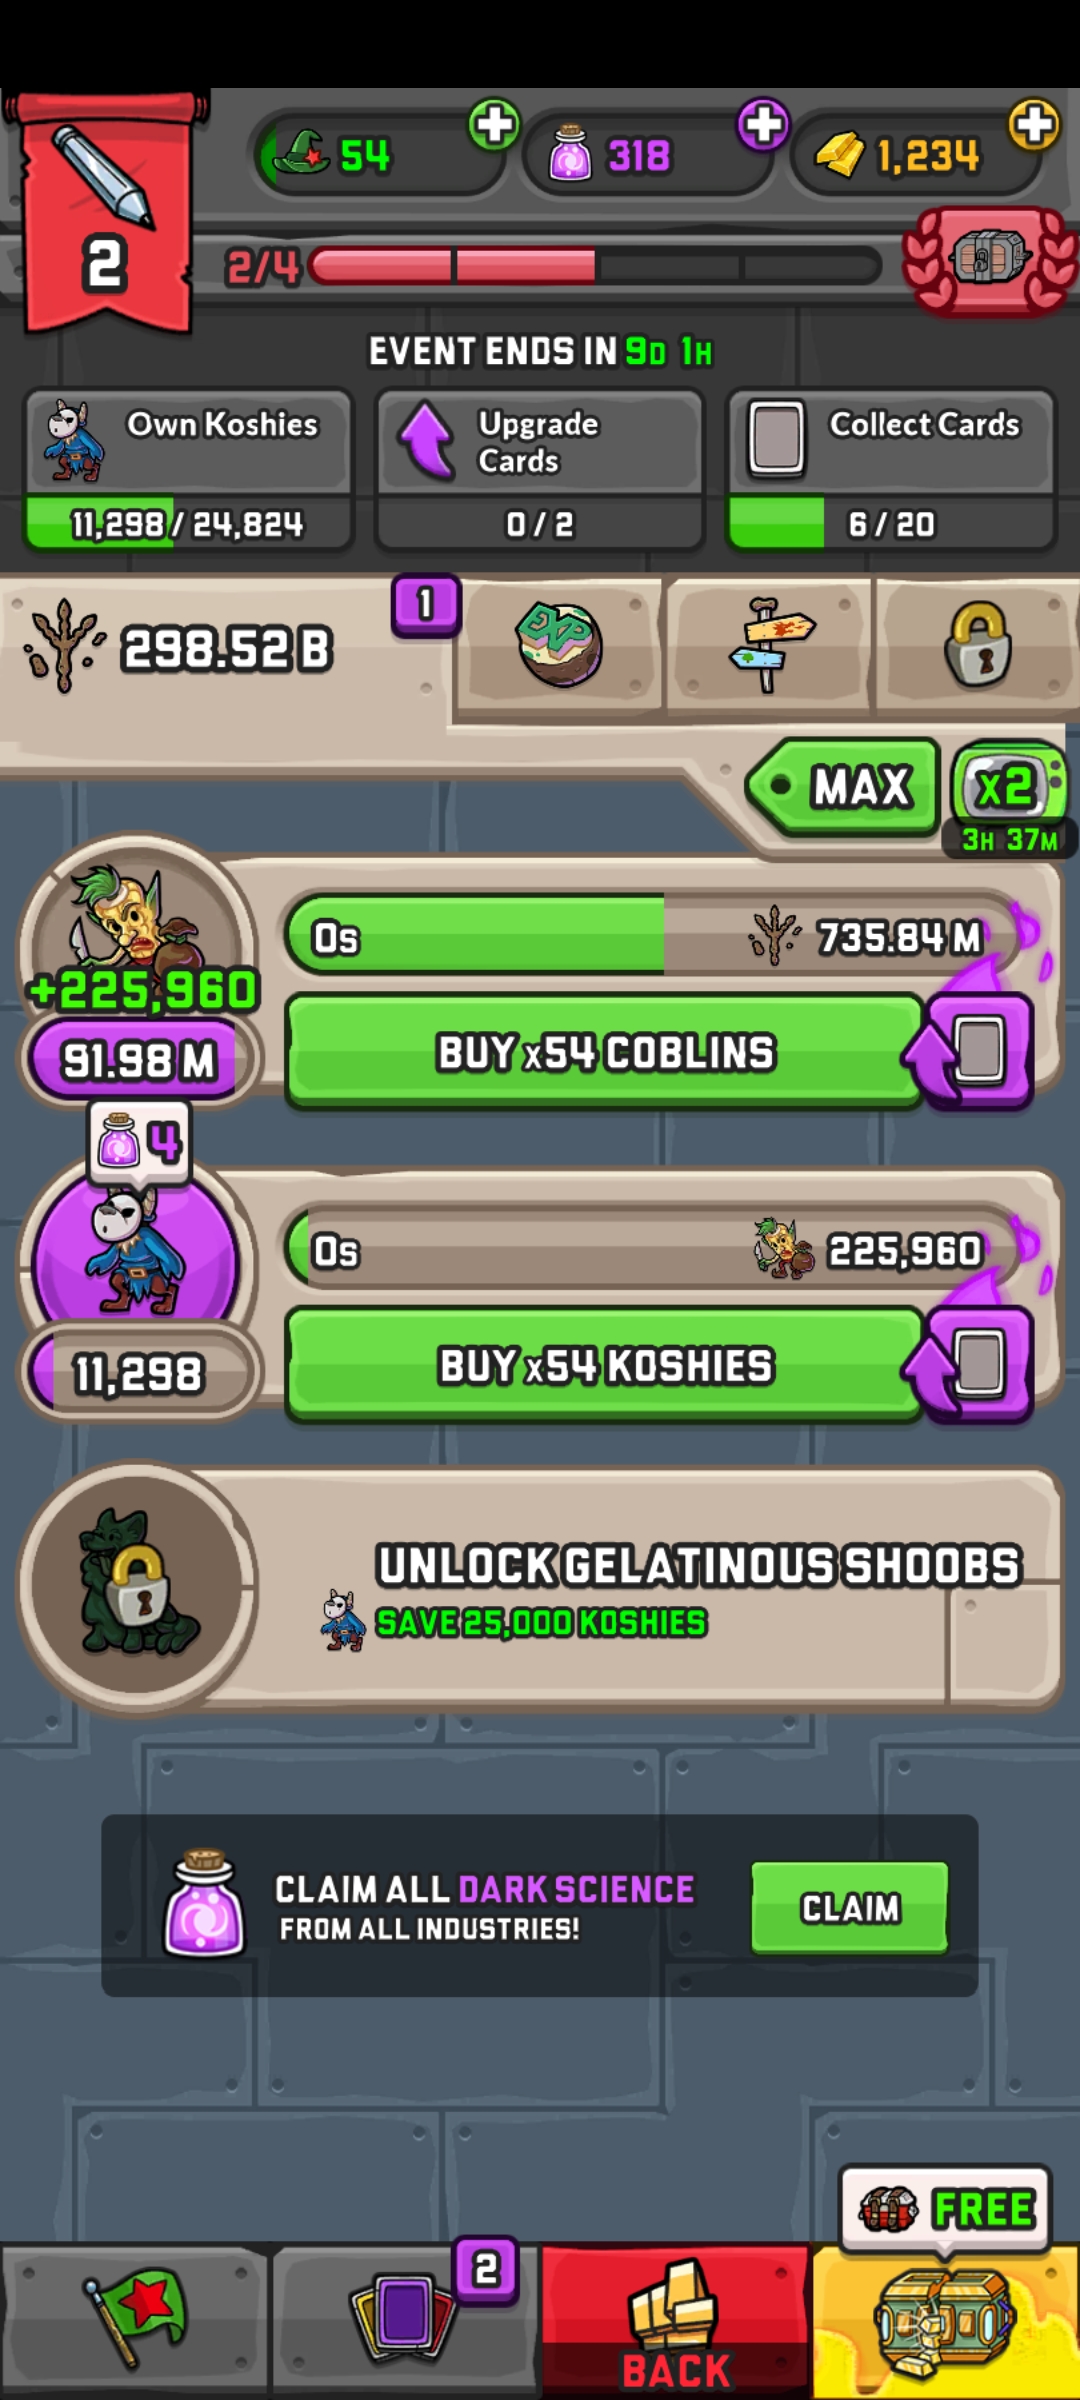 54
318
1,234
2
2/4
EVENT ENDS IN 9D 1H
Own Koshies
11,298 / 24,824
Upgrade
Cards
0 / 2
Collect Cards
6 / 20
298.52 B
1
EXP
MAX
x2
3H 37M
0s
735.84 M
+225,960
91.98 M
BUY x54 COBLINS
4
0s
225,960
11,298
BUY x54 KOSHIES
UNLOCK GELATINOUS SHOOBS
SAVE 25,000 KOSHIES
CLAIM ALL DARK SCIENCE
FROM ALL INDUSTRIES!
CLAIM
FREE
2
BACK